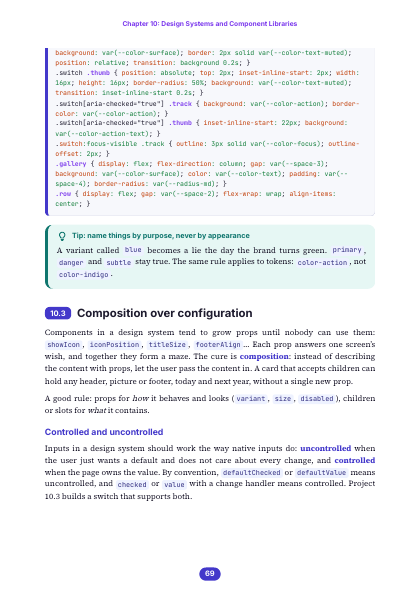 Chapter 10: Design Systems and Component Libraries
background: var(--color-surface); border: 2px solid var(--color-text-muted);
position: relative; transition: background 0.2s; }
.switch .thumb { position: absolute; top: 2px; inset-inline-start: 2px; width:
16px; height: 16px; border-radius: 50%; background: var(--color-text-muted);
transition: inset-inline-start 0.2s; }
.switch[aria-checked="true"] .track { background: var(--color-action); border-
color: var(--color-action); }
.switch[aria-checked="true"] .thumb { inset-inline-start: 22px; background:
var(--color-action-text); }
.switch:focus-visible .track { outline: 3px solid var(--color-focus); outline-
offset: 2px; }
.gallery { display: flex; flex-direction: column; gap: var(--space-3);
background: var(--color-surface); color: var(--color-text); padding: var(--
space-4); border-radius: var(--radius-md); }
.row { display: flex; gap: var(--space-2); flex-wrap: wrap; align-items:
center; }
Tip: name things by purpose, never by appearance
A variant called blue becomes a lie the day the brand turns green. primary,
danger and subtle stay true. The same rule applies to tokens: color-action, not
color-indigo.
10.3 Composition over configuration
Components in a design system tend to grow props until nobody can use them:
showIcon, iconPosition, titleSize, footerAlign... Each prop answers one screen's
wish, and together they form a maze. The cure is composition: instead of describing
the content with props, let the user pass the content in. A card that accepts children can
hold any header, picture or footer, today and next year, without a single new prop.
A good rule: props for how it behaves and looks (variant, size, disabled), children
or slots for what it contains.
Controlled and uncontrolled
Inputs in a design system should work the way native inputs do: uncontrolled when
the user just wants a default and does not care about every change, and controlled
when the page owns the value. By convention, defaultChecked or defaultValue means
uncontrolled, and checked or value with a change handler means controlled. Project
10.3 builds a switch that supports both.
69